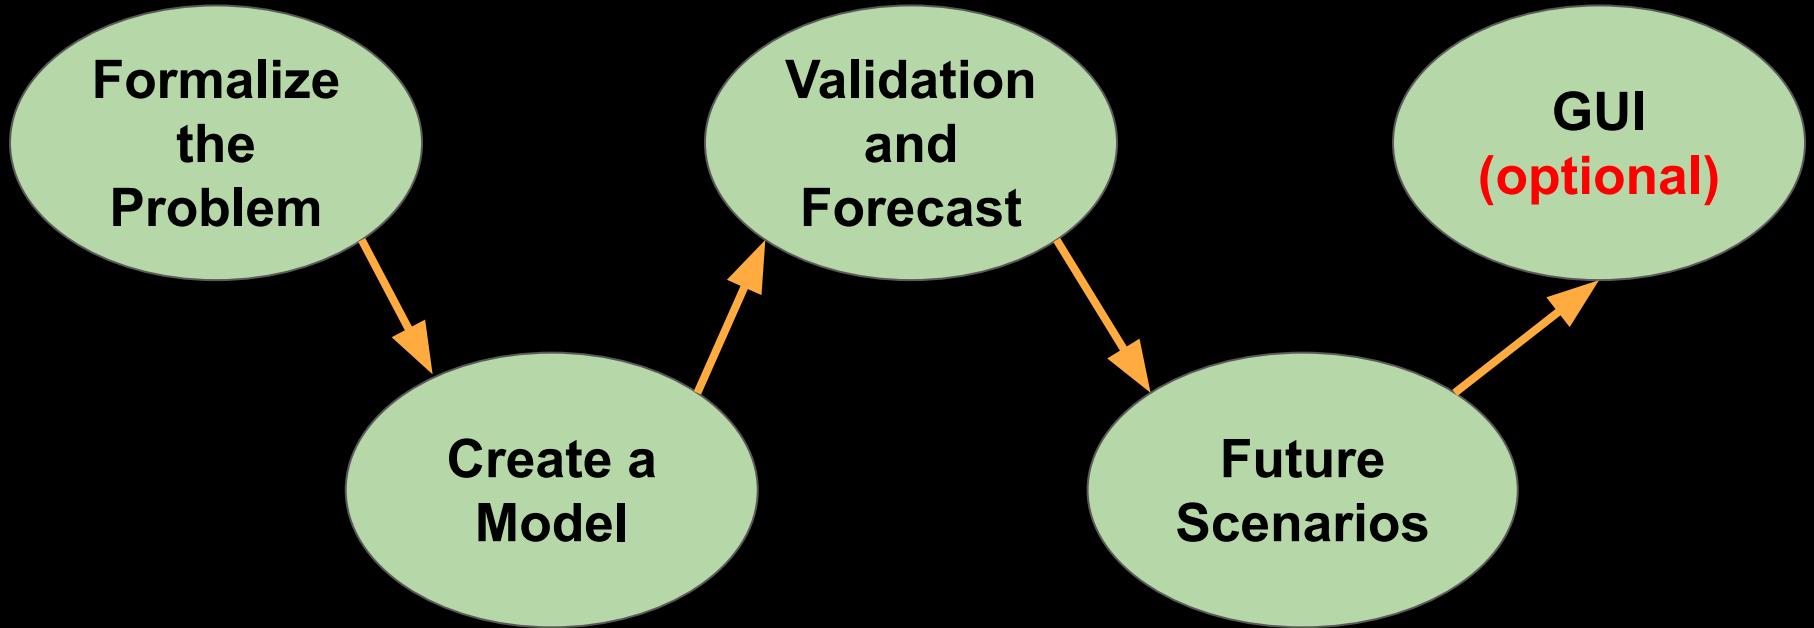 Formalize
the
Problem
Create a
Model
Validation
and
Forecast
Future
Scenarios
GUI
(optional)